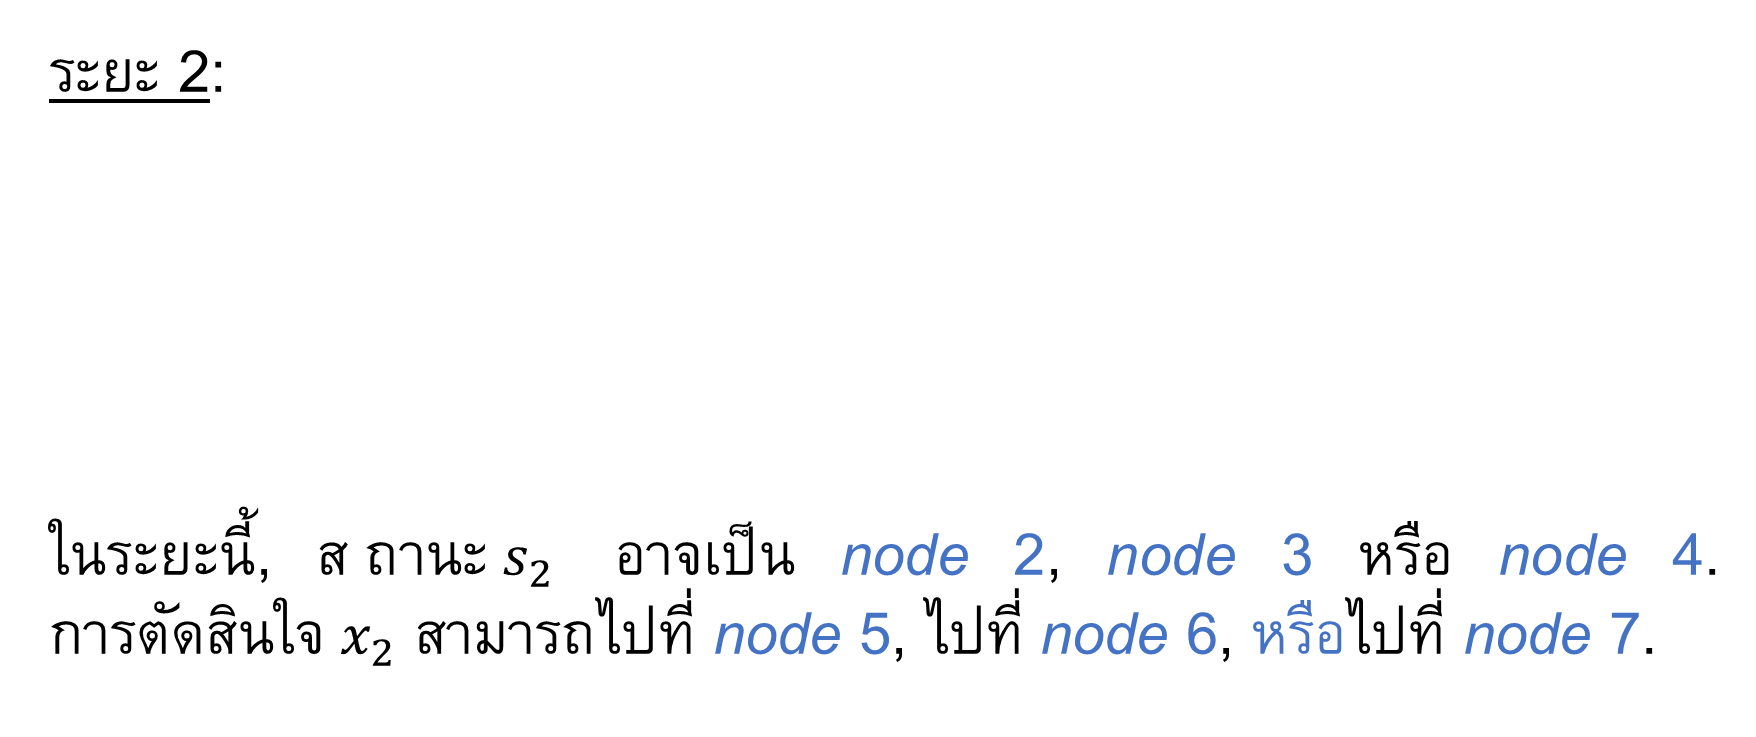 ระยะ 2:
ในระยะนี้, ส ถานะ s₂ อาจเป็น node 2, node 3 หรือ node 4.
การตัดสินใจ x₂ สามารถไปที่ node 5, ไปที่ node 6, หรือไปที่ node 7.